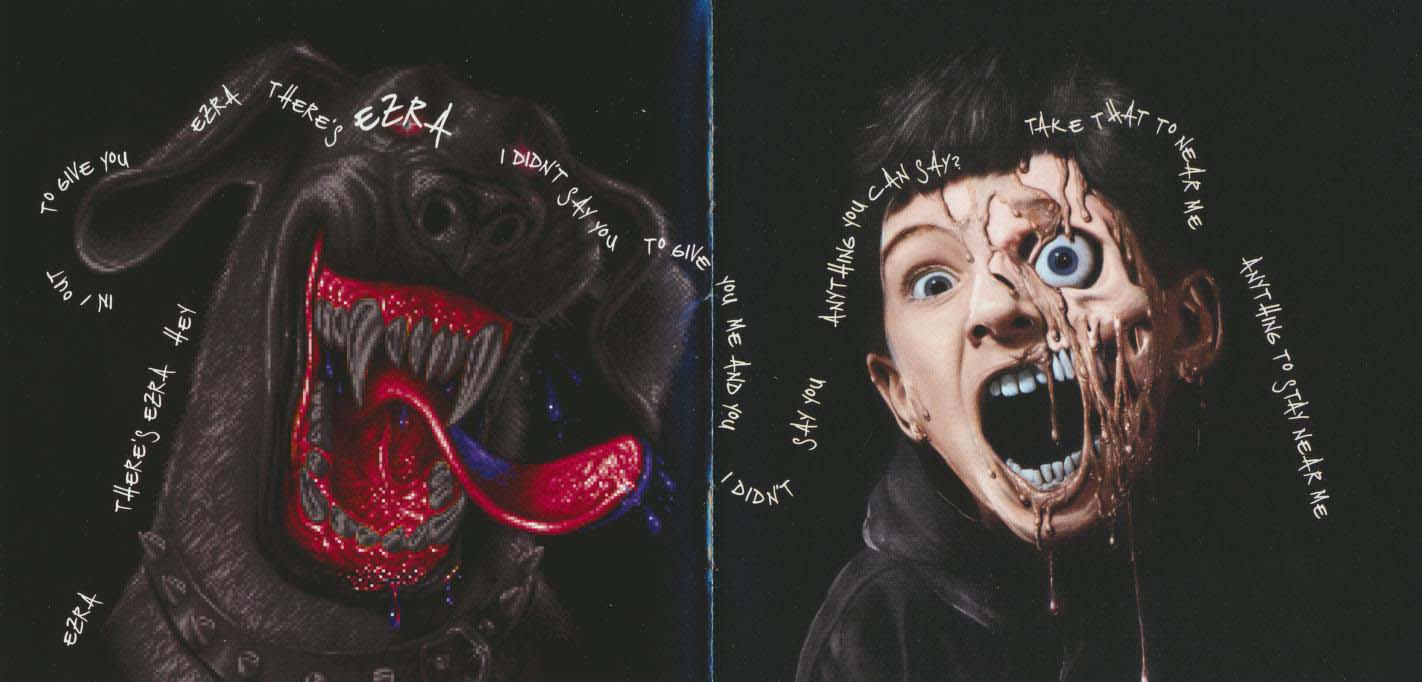 EZRA
THERE'S EZRA HEY
IN I OUT
TO GIVE YOU
EZRA
THERE'S
EZRA
I DIDN'T SAY YOU
TO GIVE
YOU ME AND YOU
I DIDN'T
SAY YOU
ANYTHING YOU CAN SAY?
TAKE THAT TO NEAR ME
ANYTHING TO STAY NEAR ME